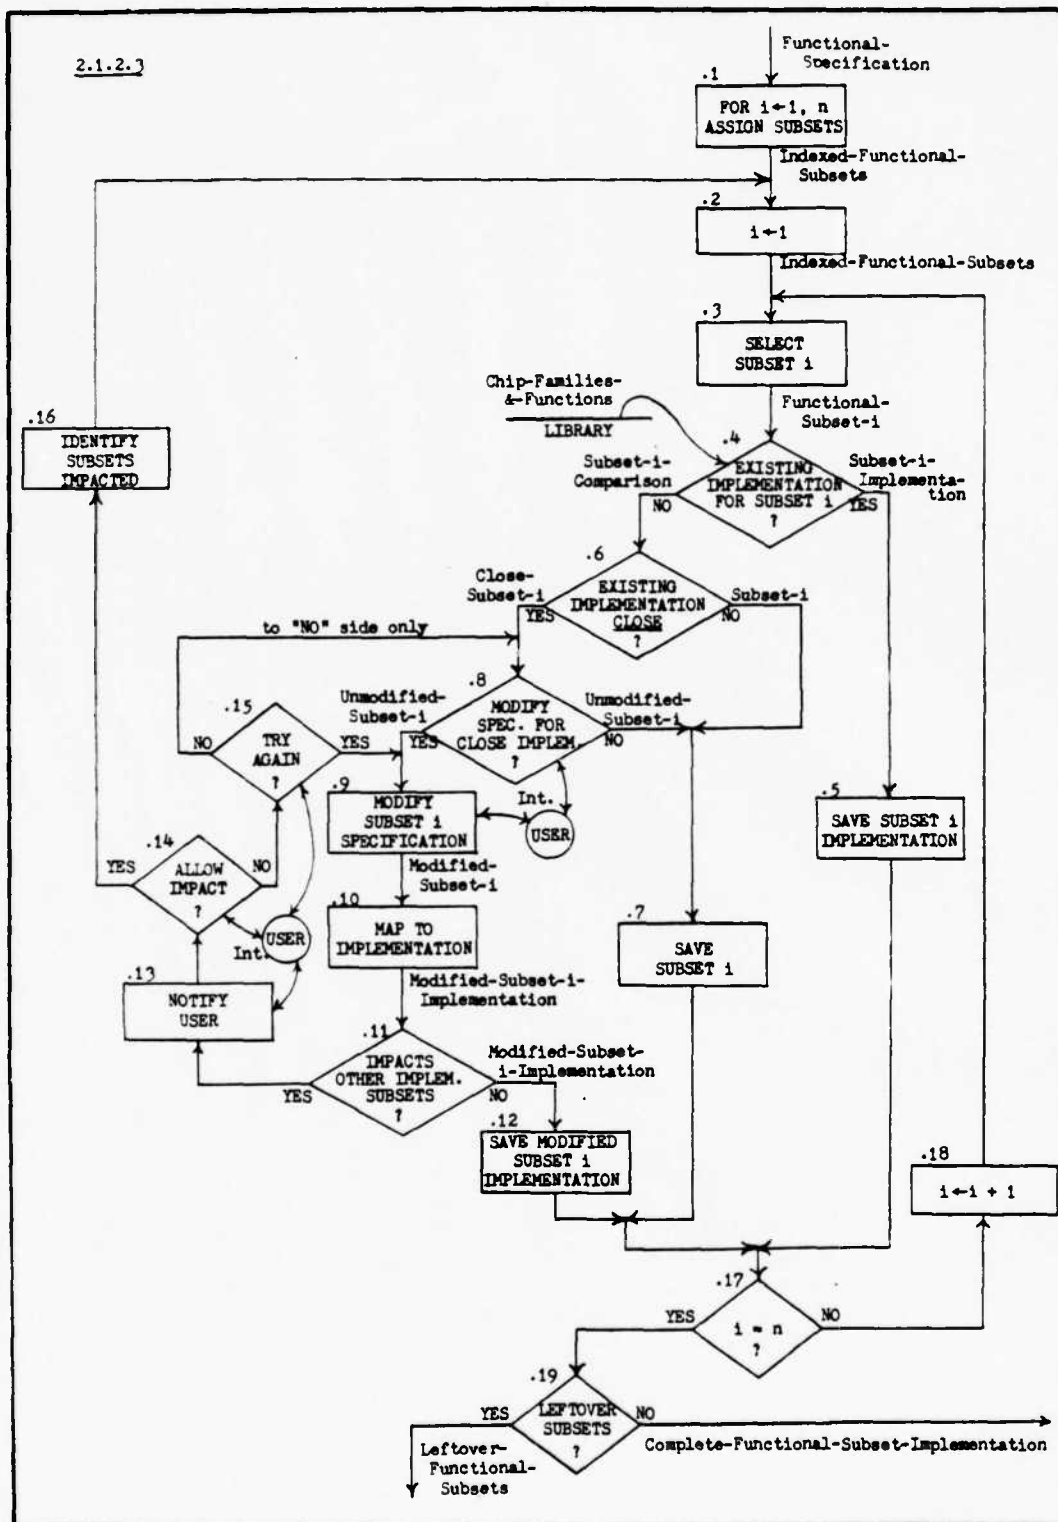 2.1.2.3
Functional-
Specification
.1
FOR i←1, n
ASSIGN SUBSETS
Indexed-Functional-
Subsets
.2
i←1
Indexed-Functional-Subsets
.3
SELECT
SUBSET i
Chip-Families-
&-Functions
LIBRARY
Functional-
Subset-i
.16
IDENTIFY
SUBSETS
IMPACTED
.4
EXISTING
IMPLEMENTATION
FOR SUBSET i
?
Subset-i-
Comparison
NO
Subset-i-
Implementa-
tion
YES
.6
EXISTING
IMPLEMENTATION
CLOSE
?
Close-
Subset-i
YES
Subset-i
NO
to "NO" side only
.8
MODIFY
SPEC. FOR
CLOSE IMPLEM.
?
Unmodified-
Subset-i
YES
Unmodified-
Subset-i
NO
.15
TRY
AGAIN
?
NO
YES
.9
MODIFY
SUBSET i
SPECIFICATION
Int.
USER
.5
SAVE SUBSET i
IMPLEMENTATION
.14
ALLOW
IMPACT
?
YES
NO
Modified-
Subset-i
.10
MAP TO
IMPLEMENTATION
USER
Int.
.7
SAVE
SUBSET i
.13
NOTIFY
USER
Modified-Subset-i-
Implementation
.11
IMPACTS
OTHER IMPLEM.
SUBSETS
?
YES
NO
Modified-Subset-
i-Implementation
.12
SAVE MODIFIED
SUBSET i
IMPLEMENTATION
.18
i←i + 1
.17
i = n
?
YES
NO
.19
LEFTOVER
SUBSETS
?
YES
NO
Leftover-
Functional-
Subsets
Complete-Functional-Subset-Implementation